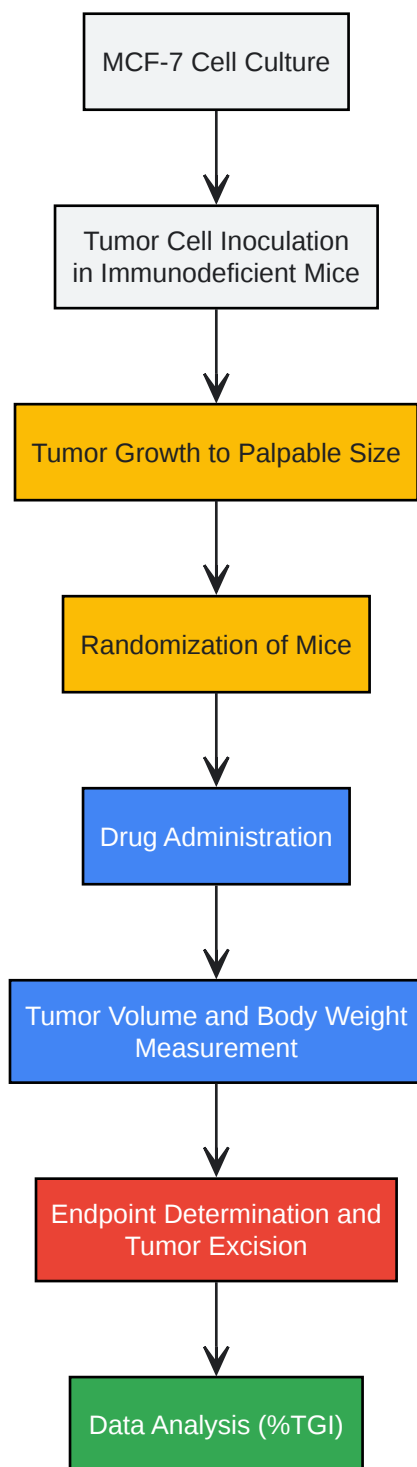 MCF-7 Cell Culture
Tumor Cell Inoculation
in Immunodeficient Mice
Tumor Growth to Palpable Size
Randomization of Mice
Drug Administration
Tumor Volume and Body Weight
Measurement
Endpoint Determination and
Tumor Excision
Data Analysis (%TGI)